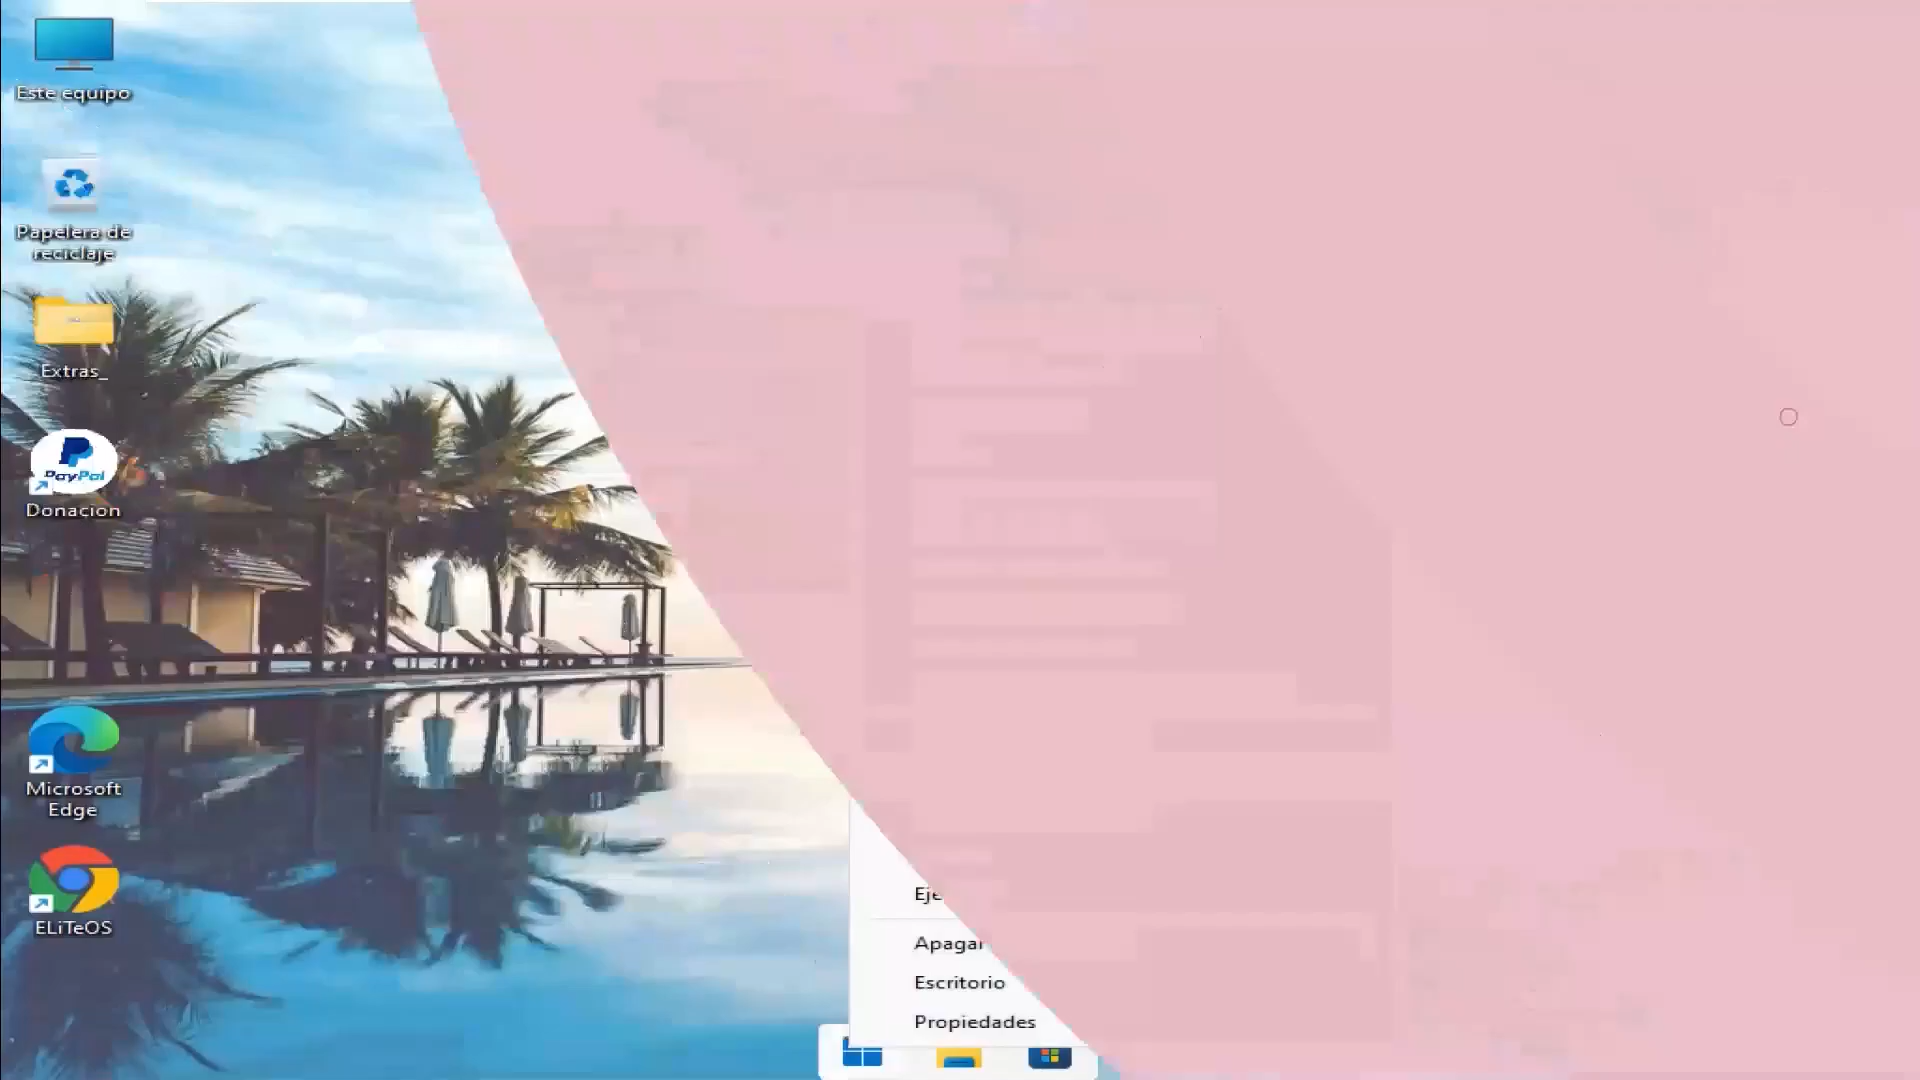 Este equipo
Papelera de
reciclaje
Extras_
PayPal
Donacion
Microsoft
Edge
ELiTeOS
Apagar
Escritorio
Propiedades